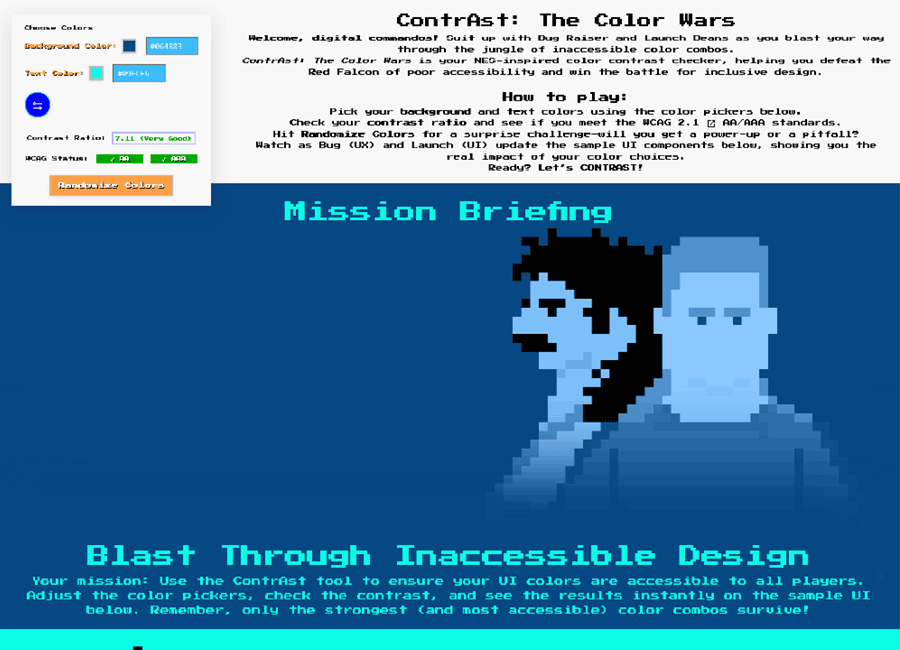 Choose Colors
Background Color:
Text Color:
Contrast Ratio: 7.11 (Very Good)
WCAG Status: ✓ AA ✓ AAA
Randomize Colors
ContrAst: The Color Wars
Welcome, digital commandos! Suit up with Bug Raiser and Launch Deans as you blast your way
through the jungle of inaccessible color combos.
ContrAst: The Color Wars is your NES-inspired color contrast checker, helping you defeat the
Red Falcon of poor accessibility and win the battle for inclusive design.
How to play:
Pick your background and text colors using the color pickers below.
Check your contrast ratio and see if you meet the WCAG 2.1 AA/AAA standards.
Hit Randomize Colors for a surprise challenge—will you get a power-up or a pitfall?
Watch as Bug (UX) and Launch (UI) update the sample UI components below, showing you the
real impact of your color choices.
Ready? Let's CONTRAST!
Mission Briefing
Blast Through Inaccessible Design
Your mission: Use the ContrAst tool to ensure your UI colors are accessible to all players.
Adjust the color pickers, check the contrast, and see the results instantly on the sample UI
below. Remember, only the strongest (and most accessible) color combos survive!